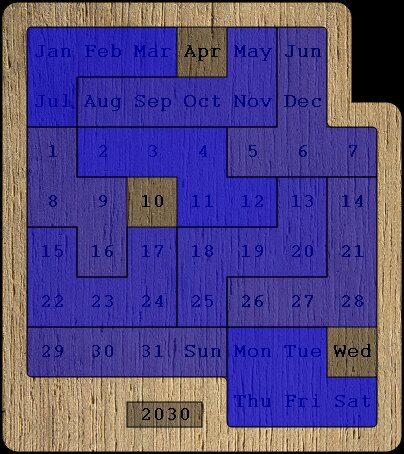 Jan Feb Mar Apr May Jun
Jul Aug Sep Oct Nov Dec
1 2 3 4 5 6 7
8 9 10 11 12 13 14
15 16 17 18 19 20 21
22 23 24 25 26 27 28
29 30 31 Sun Mon Tue Wed
Thu Fri Sat
2030